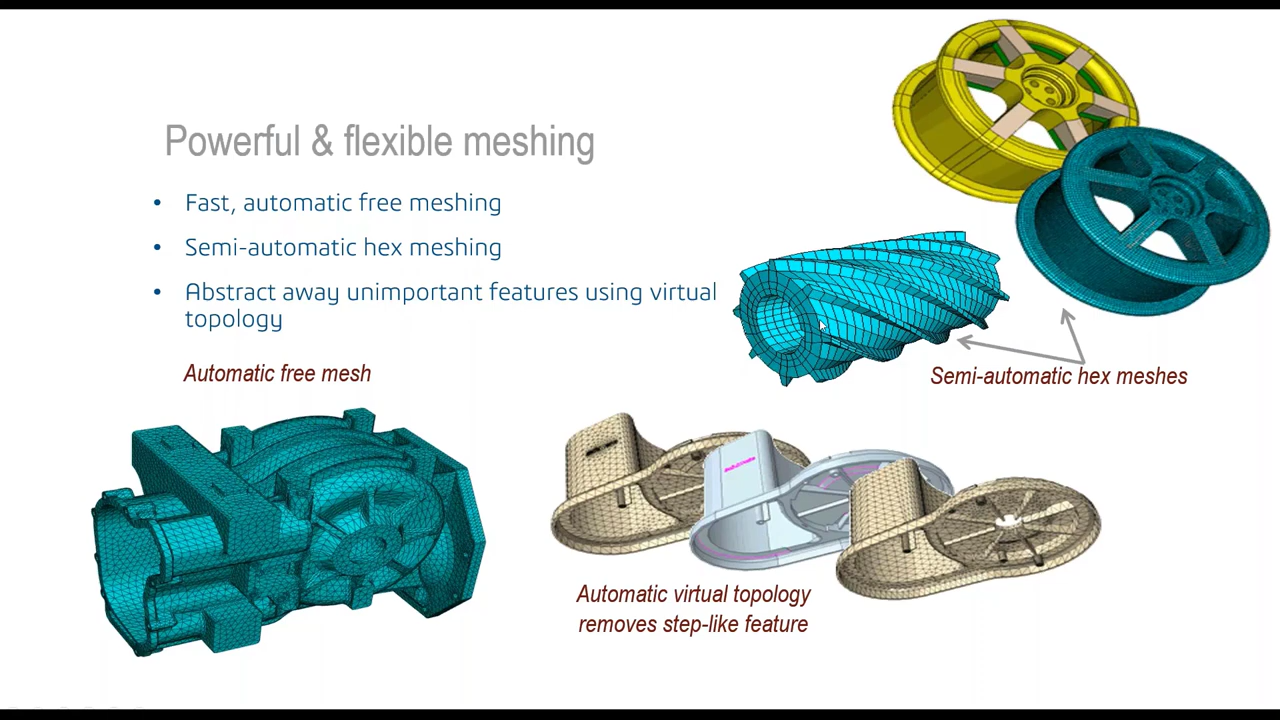 Powerful & flexible meshing
• Fast, automatic free meshing
• Semi-automatic hex meshing
• Abstract away unimportant features using virtual
topology
Automatic free mesh
Semi-automatic hex meshes
Automatic virtual topology
removes step-like feature